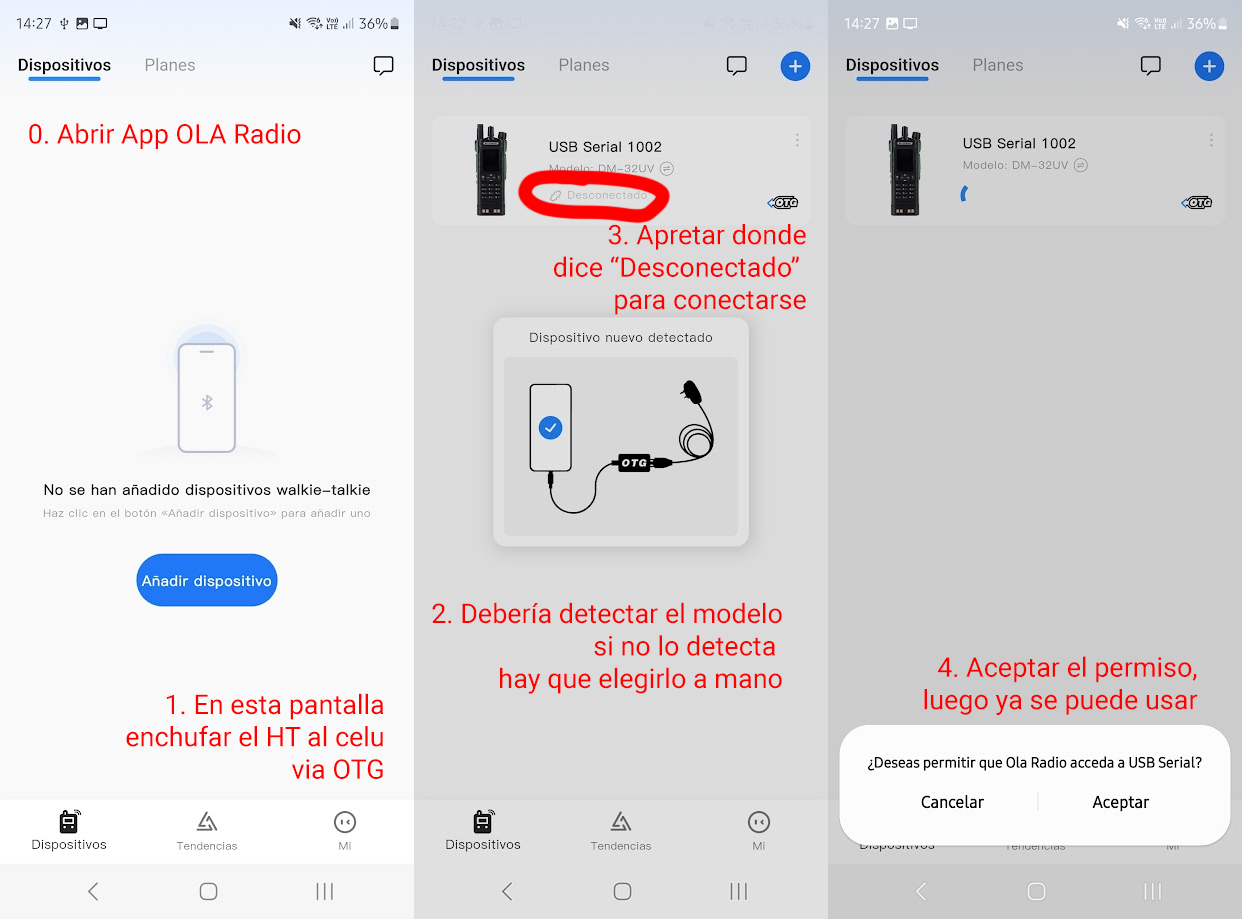 14:27
VoJ LTE
36%
Dispositivos
Planes
0. Abrir App OLA Radio
No se han añadido dispositivos walkie-talkie
Haz clic en el botón «Añadir dispositivo» para añadir uno
Añadir dispositivo
1. En esta pantalla
enchufar el HT al celu
via OTG
Dispositivos
Tendencias
Mi
Dispositivos
Planes
USB Serial 1002
Modelo: DM-32UV
Desconectado
OTG
3. Apretar donde
dice “Desconectado”
para conectarse
Dispositivo nuevo detectado
OTG
2. Debería detectar el modelo
si no lo detecta
hay que elegirlo a mano
Dispositivos
Tendencias
Mi
14:27
36%
Dispositivos
Planes
USB Serial 1002
Modelo: DM-32UV
OTG
4. Aceptar el permiso,
luego ya se puede usar
¿Deseas permitir que Ola Radio acceda a USB Serial?
Cancelar
Aceptar
Dispositivos
Tendencias
Mi